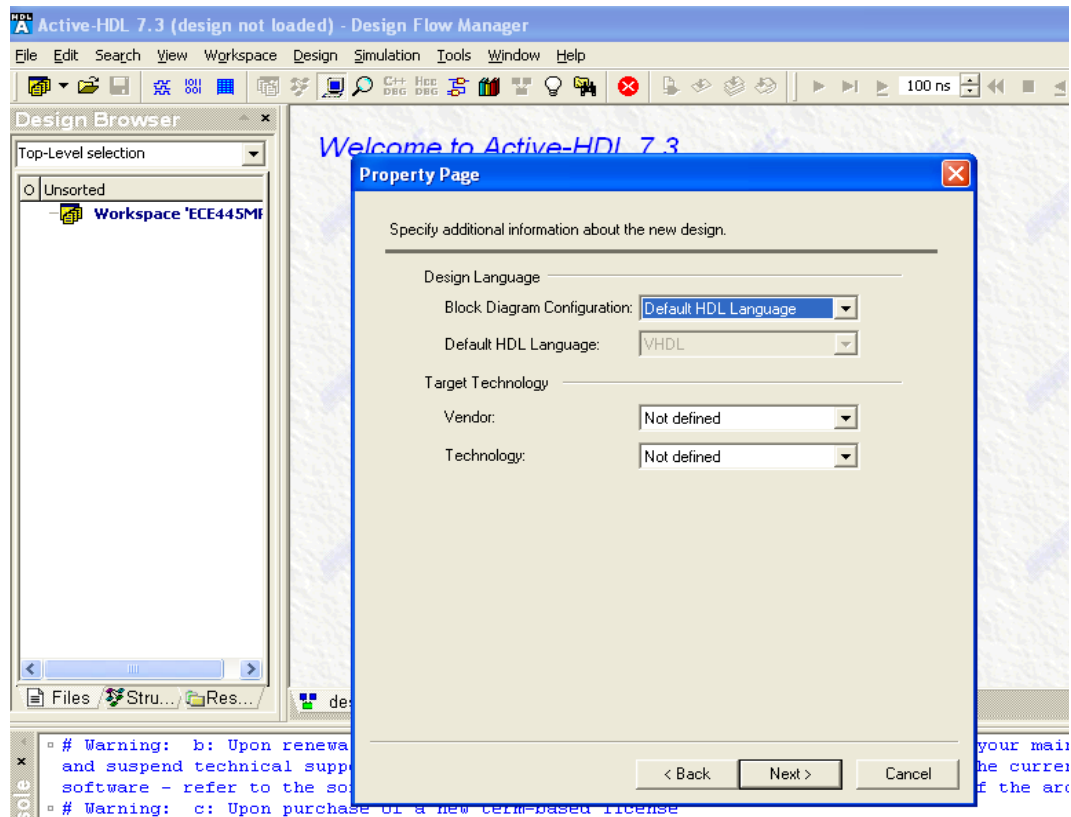 Active-HDL 7.3 (design not loaded) - Design Flow Manager
File Edit Search View Workspace Design Simulation Tools Window Help
100 ns
Design Browser
Top-Level selection
Unsorted
Workspace 'ECE445MF
Welcome to Active-HDL 7.3
Property Page
Specify additional information about the new design.
Design Language
Block Diagram Configuration: Default HDL Language
Default HDL Language: VHDL
Target Technology
Vendor: Not defined
Technology: Not defined
Files Stru... Res...
des
< Back Next > Cancel
# Warning: b: Upon renewa your mai
and suspend technical supp he curre
software - refer to the so f the arc
# Warning: c: Upon purchase of a new term-based license